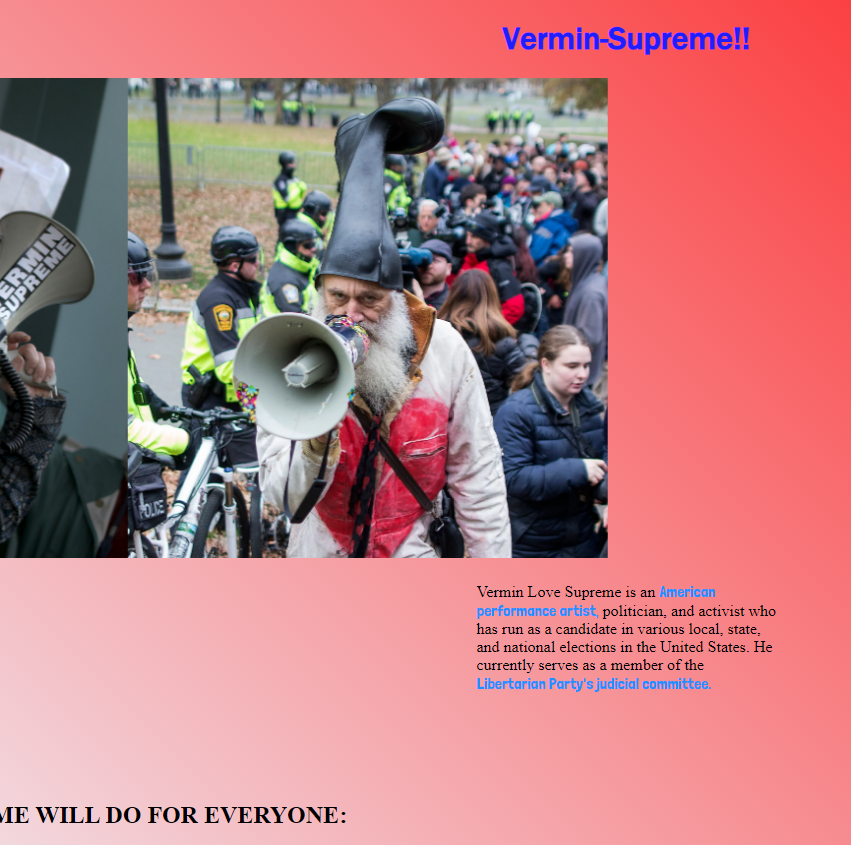 Vermin-Supreme!!
ERMIN
SUPREME
POLICE
Vermin Love Supreme is an American
performance artist, politician, and activist who
has run as a candidate in various local, state,
and national elections in the United States. He
currently serves as a member of the
Libertarian Party's judicial committee.
ME WILL DO FOR EVERYONE: